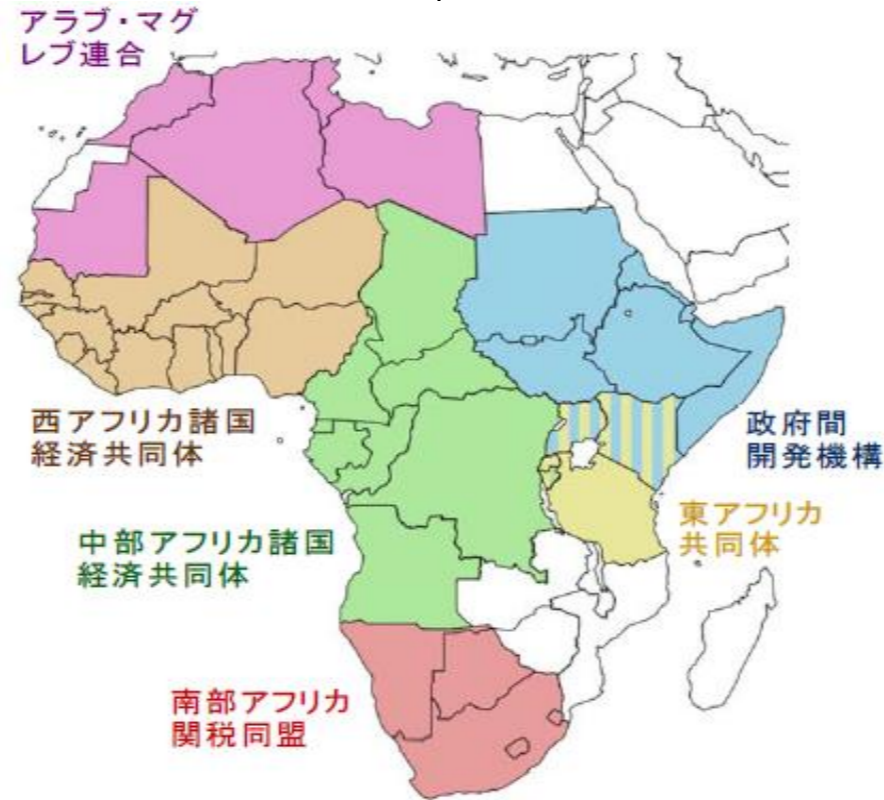 アラブ・マグ
レブ連合
西アフリカ諸国
経済共同体
政府間
開発機構
東アフリカ
共同体
中部アフリカ諸国
経済共同体
南部アフリカ
関税同盟